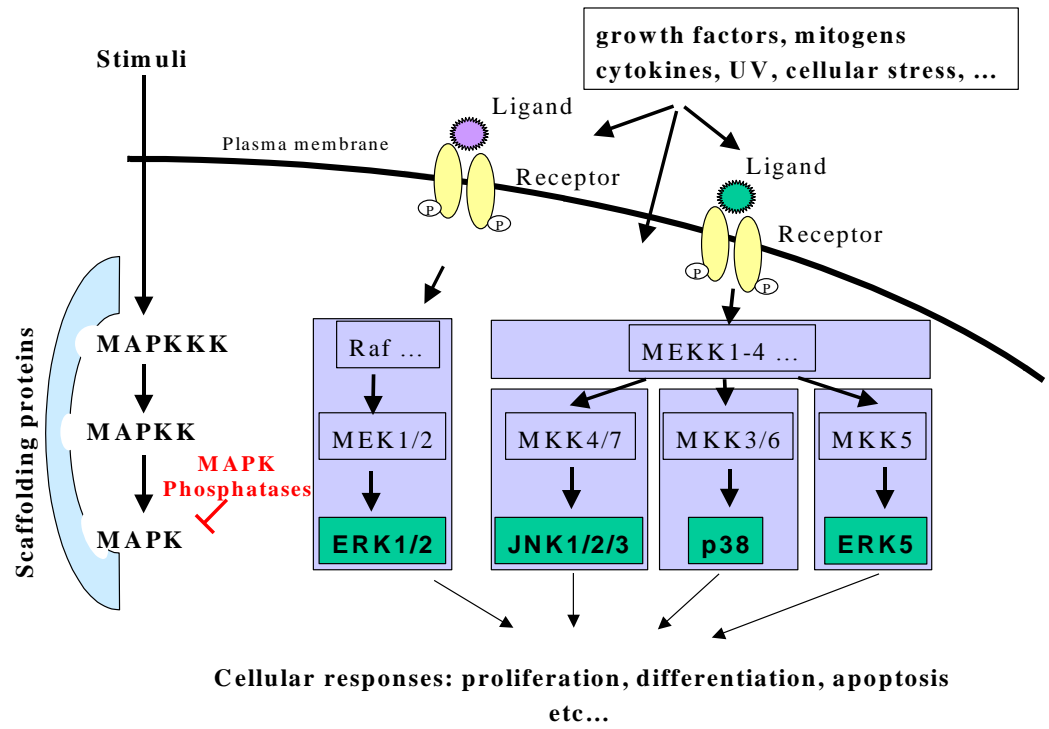 growth factors, mitogens
cytokines, UV, cellular stress, ...
Stimuli
Ligand
Plasma membrane
Receptor
Ligand
P
P
Receptor
P
P
Scaffolding proteins
MAPKKK
Raf ...
MEKK1-4 ...
MAPKK
MEK1/2
MKK4/7
MKK3/6
MKK5
MAPK
Phosphatases
MAPK
ERK1/2
JNK1/2/3
p38
ERK5
Cellular responses: proliferation, differentiation, apoptosis
etc...